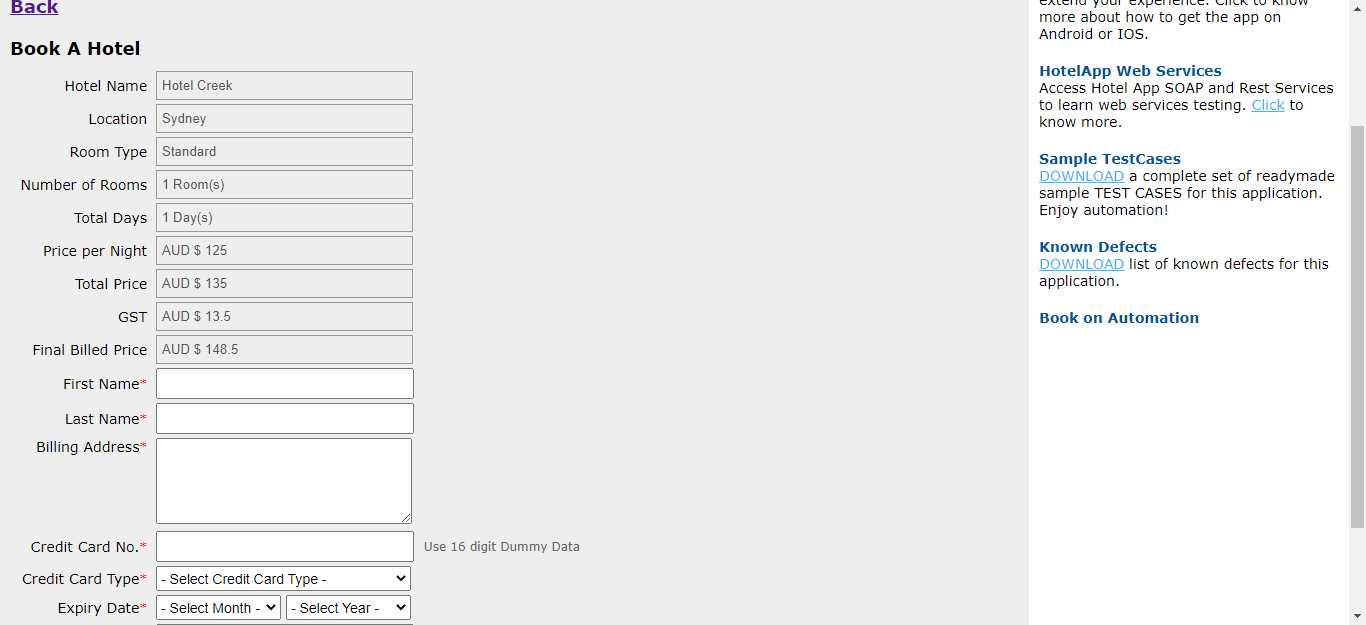 Back
Book A Hotel
Hotel Name Hotel Creek
Location Sydney
Room Type Standard
Number of Rooms 1 Room(s)
Total Days 1 Day(s)
Price per Night AUD $ 125
Total Price AUD $ 135
GST AUD $ 13.5
Final Billed Price AUD $ 148.5
First Name*
Last Name*
Billing Address*
Credit Card No.* Use 16 digit Dummy Data
Credit Card Type* - Select Credit Card Type -
Expiry Date* - Select Month - - Select Year -
extend your experience. Click to know
more about how to get the app on
Android or IOS.
HotelApp Web Services
Access Hotel App SOAP and Rest Services
to learn web services testing. Click to
know more.
Sample TestCases
DOWNLOAD a complete set of readymade
sample TEST CASES for this application.
Enjoy automation!
Known Defects
DOWNLOAD list of known defects for this
application.
Book on Automation